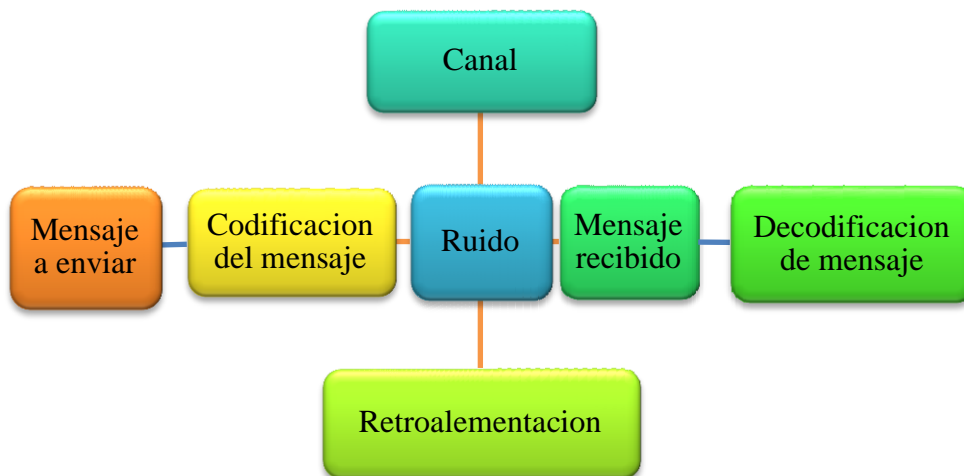 Canal
Mensaje
a enviar
Codificacion
del mensaje
Ruido
Mensaje
recibido
Decodificacion
de mensaje
Retroalementacion